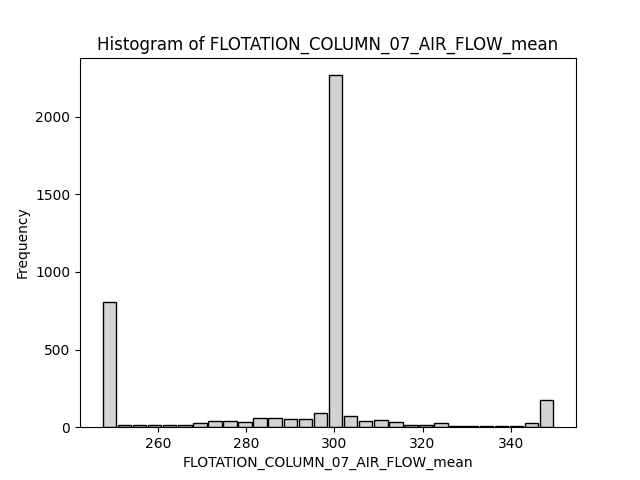 Histogram of FLOTATION_COLUMN_07_AIR_FLOW_mean
2000
1500
1000
500
0
Frequency
260 280 300 320 340
FLOTATION_COLUMN_07_AIR_FLOW_mean